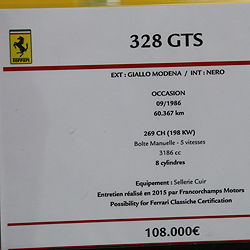 328 GTS
Ferrari
EXT : GIALLO MODENA / INT : NERO
OCCASION
09/1986
60.367 km
269 CH (198 KW)
Boîte Manuelle - 5 vitesses
3186 cc
8 cylindres
Equipement : Sellerie Cuir
Entretien réalisé en 2015 par Francorchamps Motors
Possibility for Ferrari Classiche Certification
108.000€